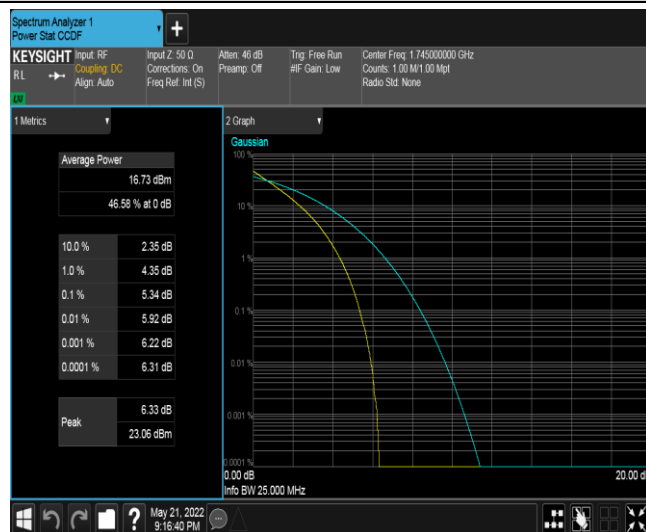 Spectrum Analyzer 1
Power Stat CCDF
+
KEYSIGHT
RL
LXI
Input: RF
Coupling: DC
Align: Auto
Input Z: 50 Ω
Corrections: On
Freq Ref: Int (S)
Atten: 46 dB
Preamp: Off
Trig: Free Run
#IF Gain: Low
Center Freq: 1.745000000 GHz
Counts: 1.00 M/1.00 Mpt
Radio Std: None
1 Metrics
Average Power
16.73 dBm
46.58 % at 0 dB
10.0 % 2.35 dB
1.0 % 4.35 dB
0.1 % 5.34 dB
0.01 % 5.92 dB
0.001 % 6.22 dB
0.0001 % 6.31 dB
Peak
6.33 dB
23.06 dBm
2 Graph
Gaussian
100 %
10 %
1 %
0.1 %
0.01 %
0.001 %
0.0001 %
0.00 dB
20.00 d
Info BW 25.000 MHz
?
May 21, 2022
9:16:40 PM